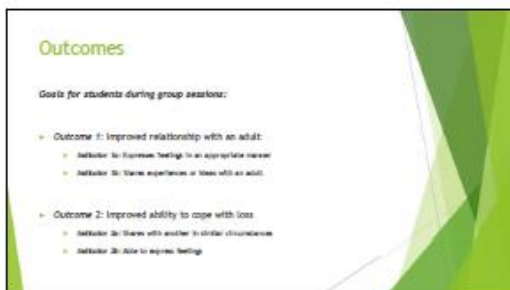 Outcomes
Goals for students during group sessions:
Outcome 1: Improved relationship with an adult
Indicator 1a: Expresses feelings in an appropriate manner
Indicator 1b: Shares experiences or ideas with an adult
Outcome 2: Improved ability to cope with loss
Indicator 2a: Shares with another in similar circumstances
Indicator 2b: Able to express feelings